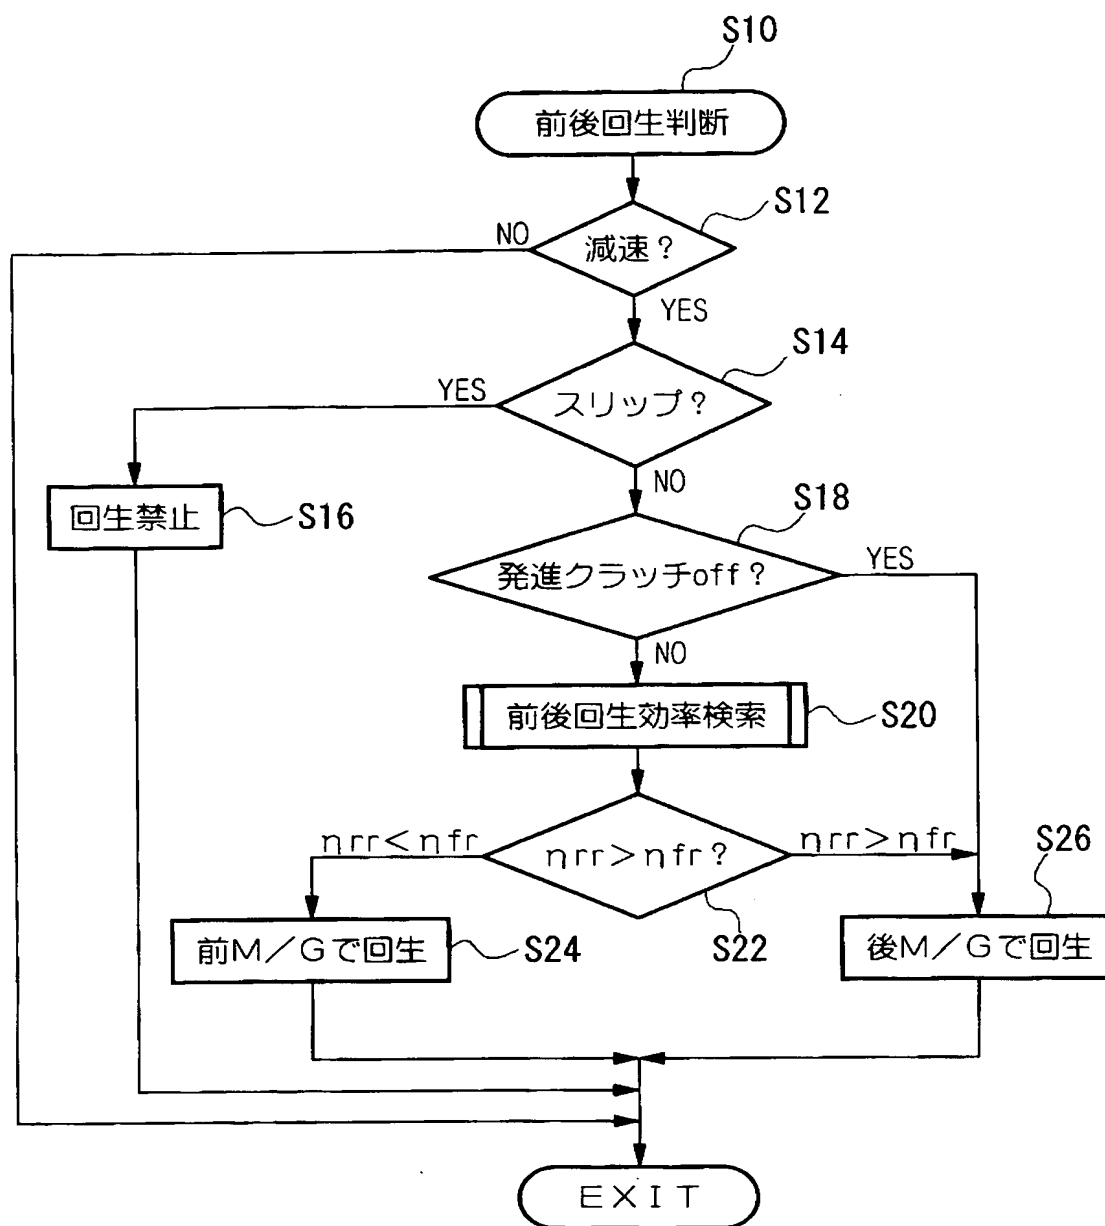 S10
前後回生判断
S12
NO
減速？
YES
S14
YES
スリップ？
NO
回生禁止
S16
S18
発進クラッチoff？
YES
NO
前後回生効率検索
S20
ηrr＜ηfr
ηrr＞ηfr？
ηrr＞ηfr
S26
前M／Gで回生
S24
S22
後M／Gで回生
EXIT